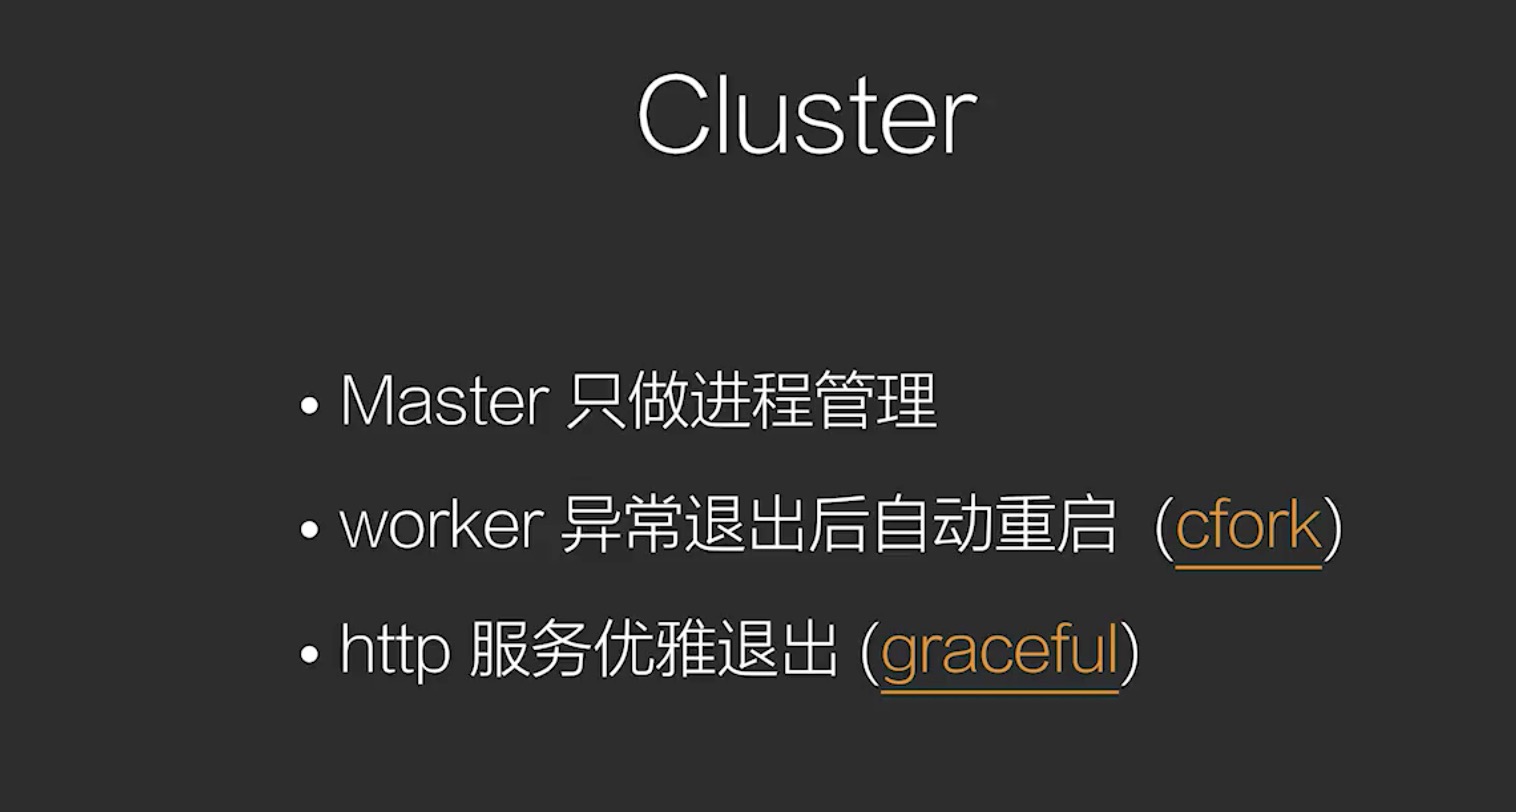 Cluster
• Master 只做进程管理
• worker 异常退出后自动重启 (cfork)
• http 服务优雅退出 (graceful)